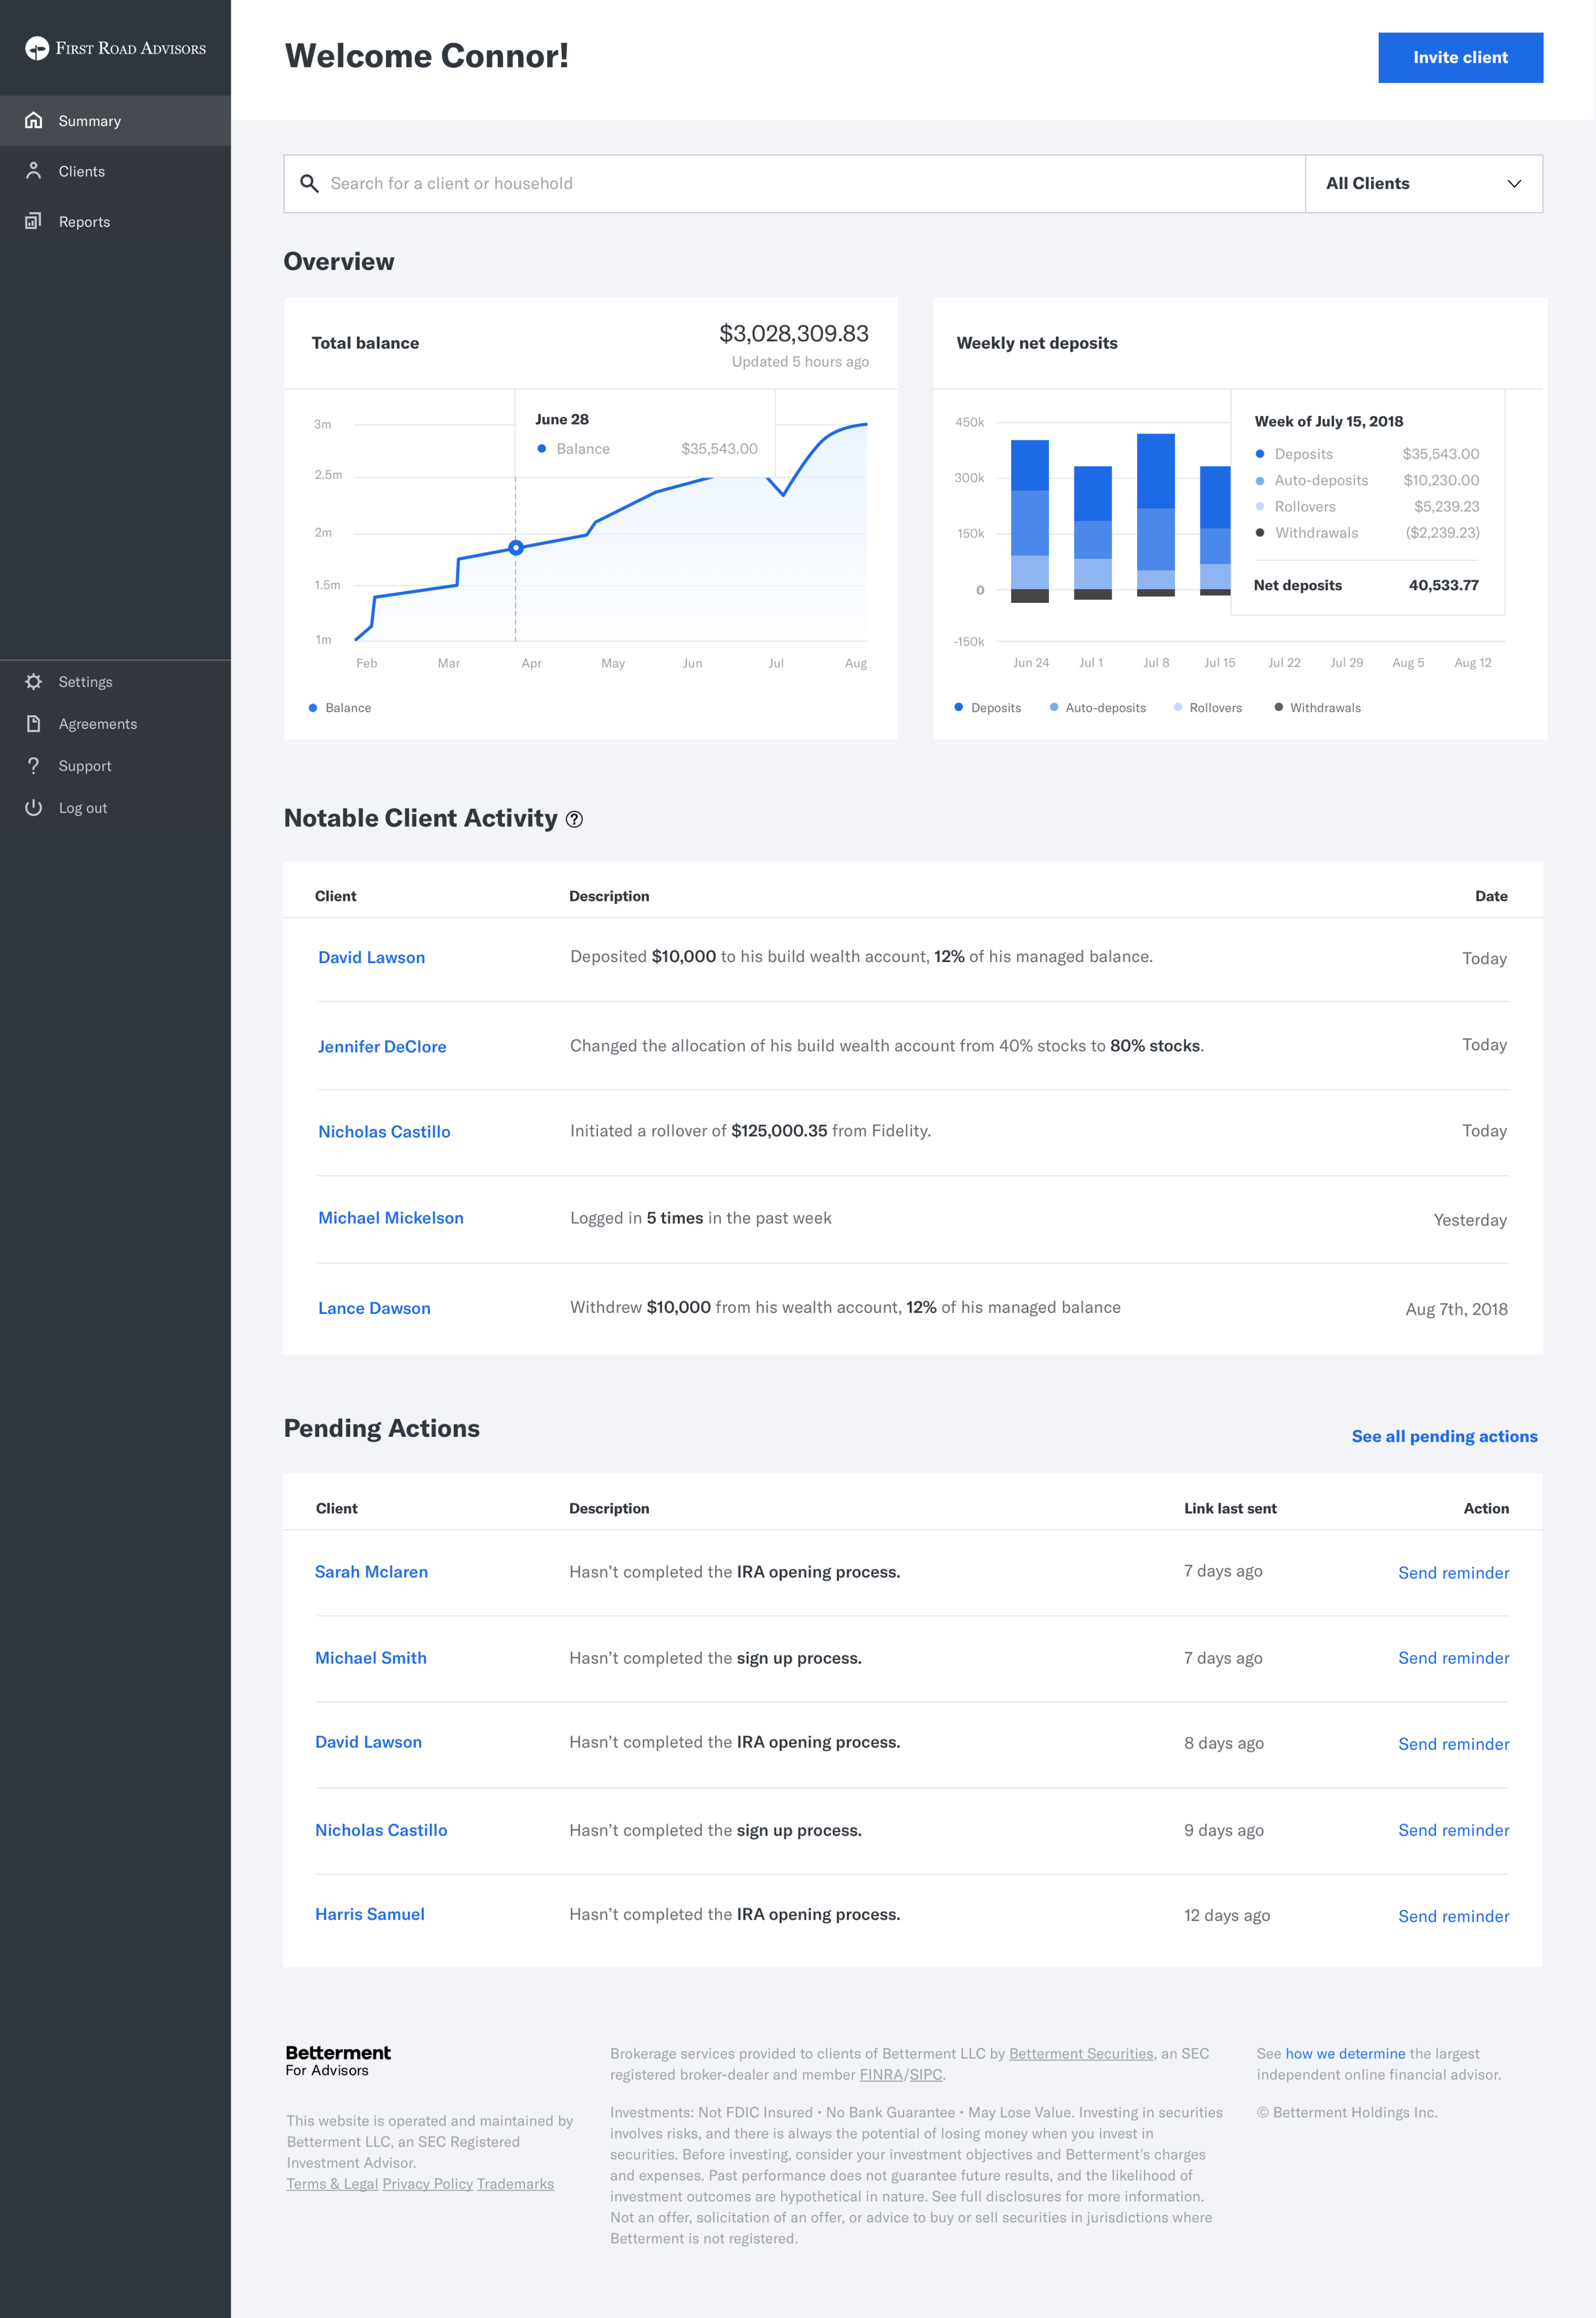 FIRST ROAD ADVISORS
Summary
Clients
Reports
Settings
Agreements
Support
Log out
Welcome Connor!
Invite client
Search for a client or household
All Clients
Overview
Total balance
$3,028,309.83
Updated 5 hours ago
3m
2.5m
2m
1.5m
1m
June 28
Balance $35,543.00
Feb Mar Apr May Jun Jul Aug
Balance
Weekly net deposits
450k
300k
150k
0
-150k
Week of July 15, 2018
Deposits $35,543.00
Auto-deposits $10,230.00
Rollovers $5,239.23
Withdrawals ($2,239.23)
Net deposits 40,533.77
Jun 24 Jul 1 Jul 8 Jul 15 Jul 22 Jul 29 Aug 5 Aug 12
Deposits Auto-deposits Rollovers Withdrawals
Notable Client Activity ?
Client Description Date
David Lawson Deposited $10,000 to his build wealth account, 12% of his managed balance. Today
Jennifer DeClore Changed the allocation of his build wealth account from 40% stocks to 80% stocks. Today
Nicholas Castillo Initiated a rollover of $125,000.35 from Fidelity. Today
Michael Mickelson Logged in 5 times in the past week Yesterday
Lance Dawson Withdrew $10,000 from his wealth account, 12% of his managed balance Aug 7th, 2018
Pending Actions
See all pending actions
Client Description Link last sent Action
Sarah Mclaren Hasn’t completed the IRA opening process. 7 days ago Send reminder
Michael Smith Hasn’t completed the sign up process. 7 days ago Send reminder
David Lawson Hasn’t completed the IRA opening process. 8 days ago Send reminder
Nicholas Castillo Hasn’t completed the sign up process. 9 days ago Send reminder
Harris Samuel Hasn’t completed the IRA opening process. 12 days ago Send reminder
Betterment
For Advisors
This website is operated and maintained by
Betterment LLC, an SEC Registered
Investment Advisor.
Terms & Legal Privacy Policy Trademarks
Brokerage services provided to clients of Betterment LLC by Betterment Securities, an SEC
registered broker-dealer and member FINRA/SIPC.
Investments: Not FDIC Insured • No Bank Guarantee • May Lose Value. Investing in securities
involves risks, and there is always the potential of losing money when you invest in
securities. Before investing, consider your investment objectives and Betterment's charges
and expenses. Past performance does not guarantee future results, and the likelihood of
investment outcomes are hypothetical in nature. See full disclosures for more information.
Not an offer, solicitation of an offer, or advice to buy or sell securities in jurisdictions where
Betterment is not registered.
See how we determine the largest
independent online financial advisor.
© Betterment Holdings Inc.